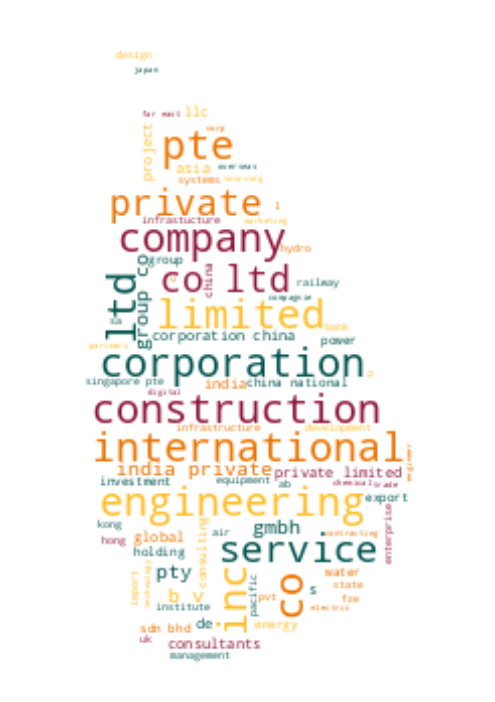 design
japan
far east llc
corp
project
pte
asia overseas
systems sourcing
private l
infrastucture marketing
company
hydro
group
co ltd
china
railway
ltd
group co
compagnie
limited
bank
corporation china
power
partners
corporation
singapore pte
india china national
digital
construction
infrastructure development
international
engineer
india private private limited
investment equipment ab chemical trade
engineering
export
kong
gmbh
air contracting
enterprise
hong global
consulting
holding
service
pty
inc
pacific
co
s
water
state
import
technology
b v
pvt
fze
institute
electric
de
energy
sdn bhd
uk
consultants
management